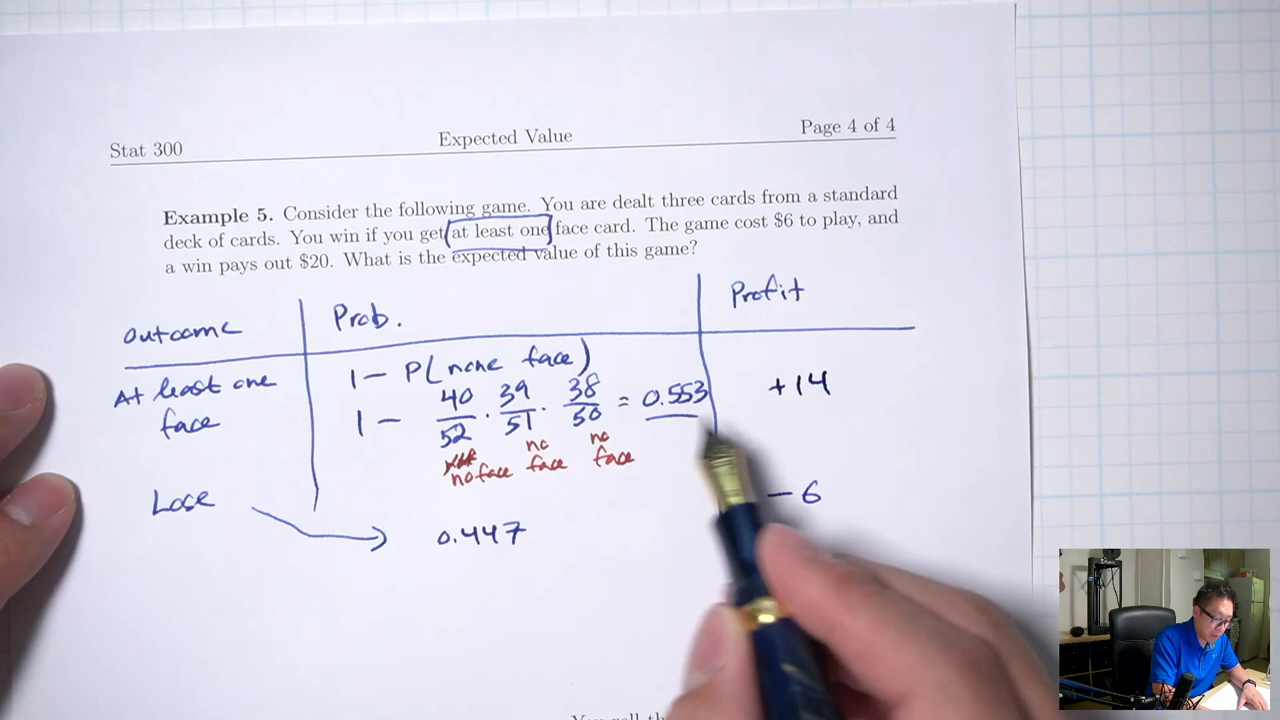 Stat 300 Expected Value Page 4 of 4
Example 5. Consider the following game. You are dealt three cards from a standard
deck of cards. You win if you get at least one face card. The game cost $6 to play, and
a win pays out $20. What is the expected value of this game?
Outcome Prob. Profit
At least one 1 - P(none face)
face 1 - 40/52 · 39/51 · 38/50 = 0.553 +14
no face no face no face
Lose 0.447 -6
You roll th